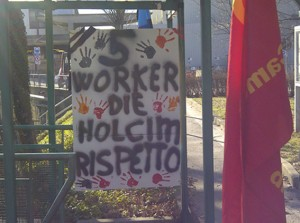 5
WORKER
DIE
HOLCIM
RISPETTO